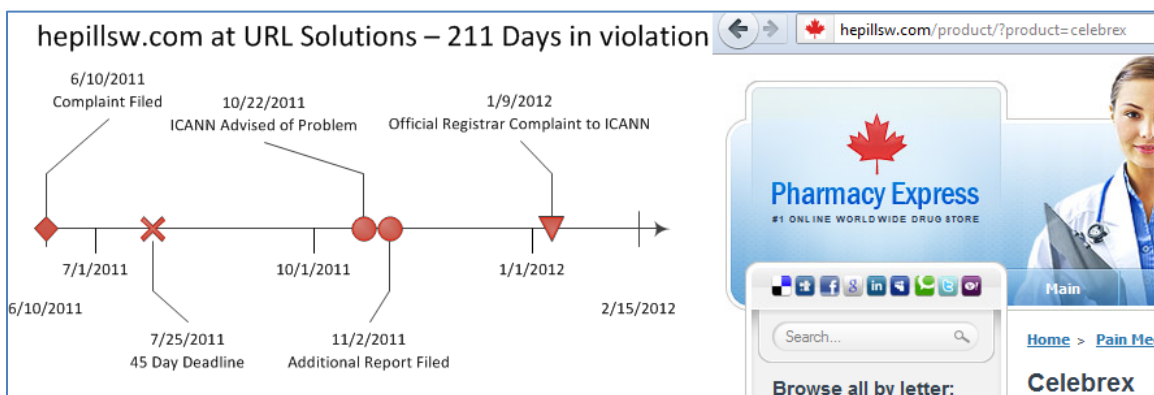 hepillsw.com at URL Solutions – 211 Days in violation
6/10/2011
Complaint Filed
10/22/2011
ICANN Advised of Problem
1/9/2012
Official Registrar Complaint to ICANN
7/1/2011
10/1/2011
1/1/2012
6/10/2011
2/15/2012
7/25/2011
45 Day Deadline
11/2/2011
Additional Report Filed
hepillsw.com/product/?product=celebrex
Pharmacy Express
#1 ONLINE WORLDWIDE DRUG STORE
Main
Search...
Home > Pain Me
Browse all by letter:
Celebrex